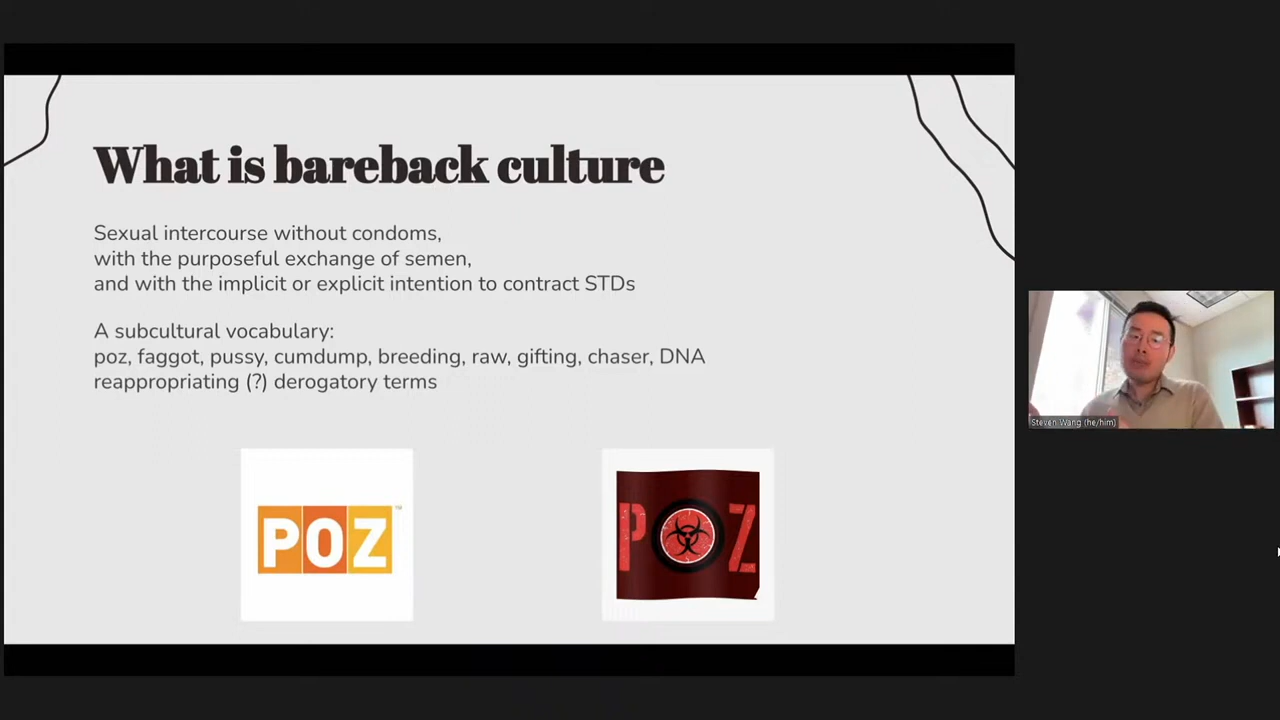 What is bareback culture
Sexual intercourse without condoms,
with the purposeful exchange of semen,
and with the implicit or explicit intention to contract STDs
A subcultural vocabulary:
poz, faggot, pussy, cumdump, breeding, raw, gifting, chaser, DNA
reappropriating (?) derogatory terms
POZ
P Z
Steven Wang (he/him)